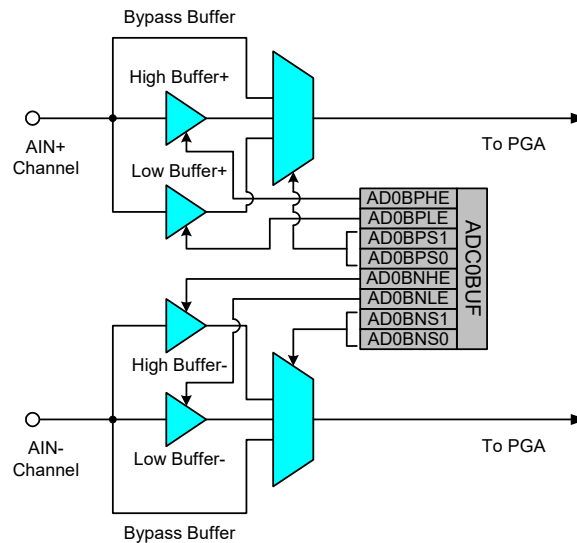 Bypass Buffer
High Buffer+
AIN+
Channel
Low Buffer+
To PGA
AD0BPHE
AD0BPLE
AD0BPS1
AD0BPS0
AD0BNHE
AD0BNLE
AD0BNS1
AD0BNS0
ADC0BUF
High Buffer-
AIN-
Channel
Low Buffer-
To PGA
Bypass Buffer